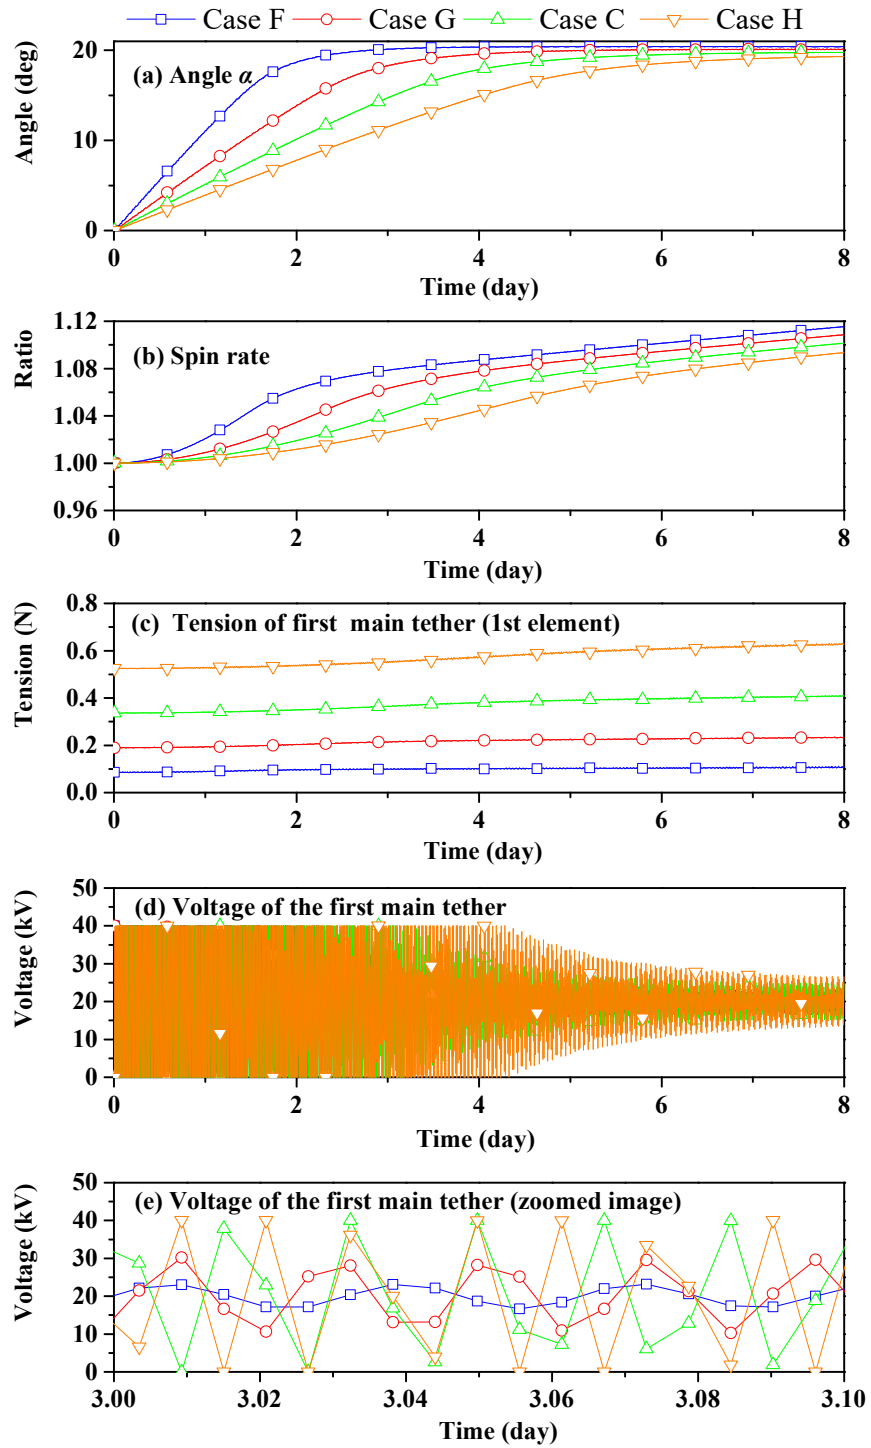 Case F Case G Case C Case H
(a) Angle α
Angle (deg)
20
10
0
0 2 4 6 8
Time (day)
(b) Spin rate
Ratio
1.12
1.08
1.04
1.00
0.96
0 2 4 6 8
Time (day)
(c) Tension of first main tether (1st element)
Tension (N)
0.8
0.6
0.4
0.2
0.0
0 2 4 6 8
Time (day)
(d) Voltage of the first main tether
Voltage (kV)
50
40
30
20
10
0
0 2 4 6 8
Time (day)
(e) Voltage of the first main tether (zoomed image)
Voltage (kV)
50
40
30
20
10
0
3.00 3.02 3.04 3.06 3.08 3.10
Time (day)